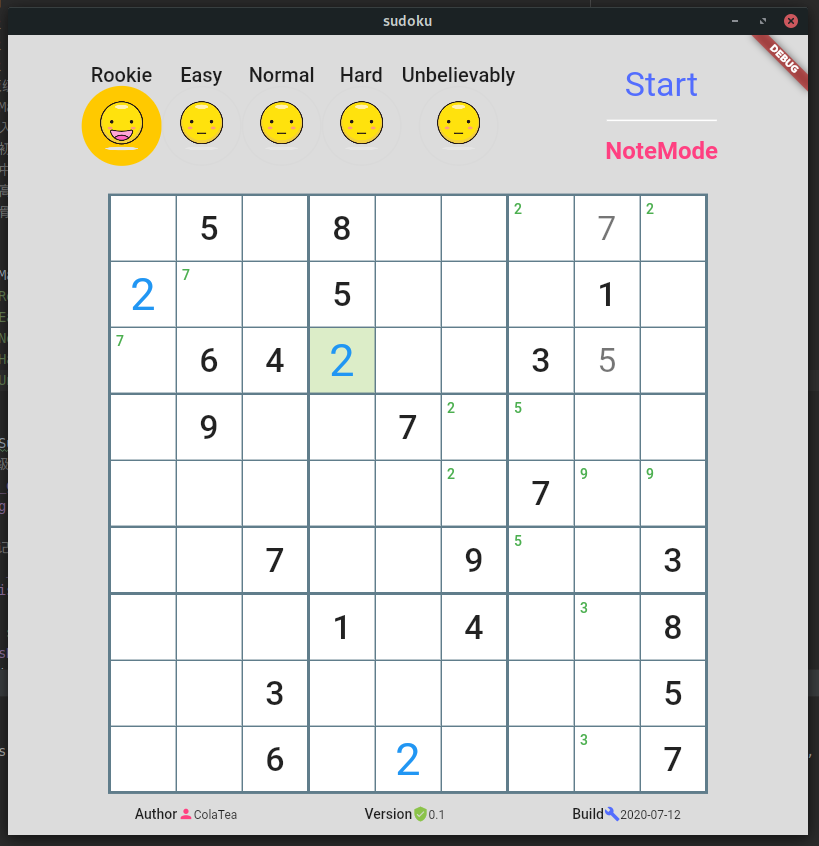 sudoku
DEBUG
Rookie Easy Normal Hard Unbelievably
Start
NoteMode
5 8 2 7 2
2 7 5 1
7 6 4 2 3 5
9 7 2 5
2 7 9 9
7 9 5 3
1 4 3 8
3 5
6 2 3 7
Author ColaTea Version 0.1 Build 2020-07-12